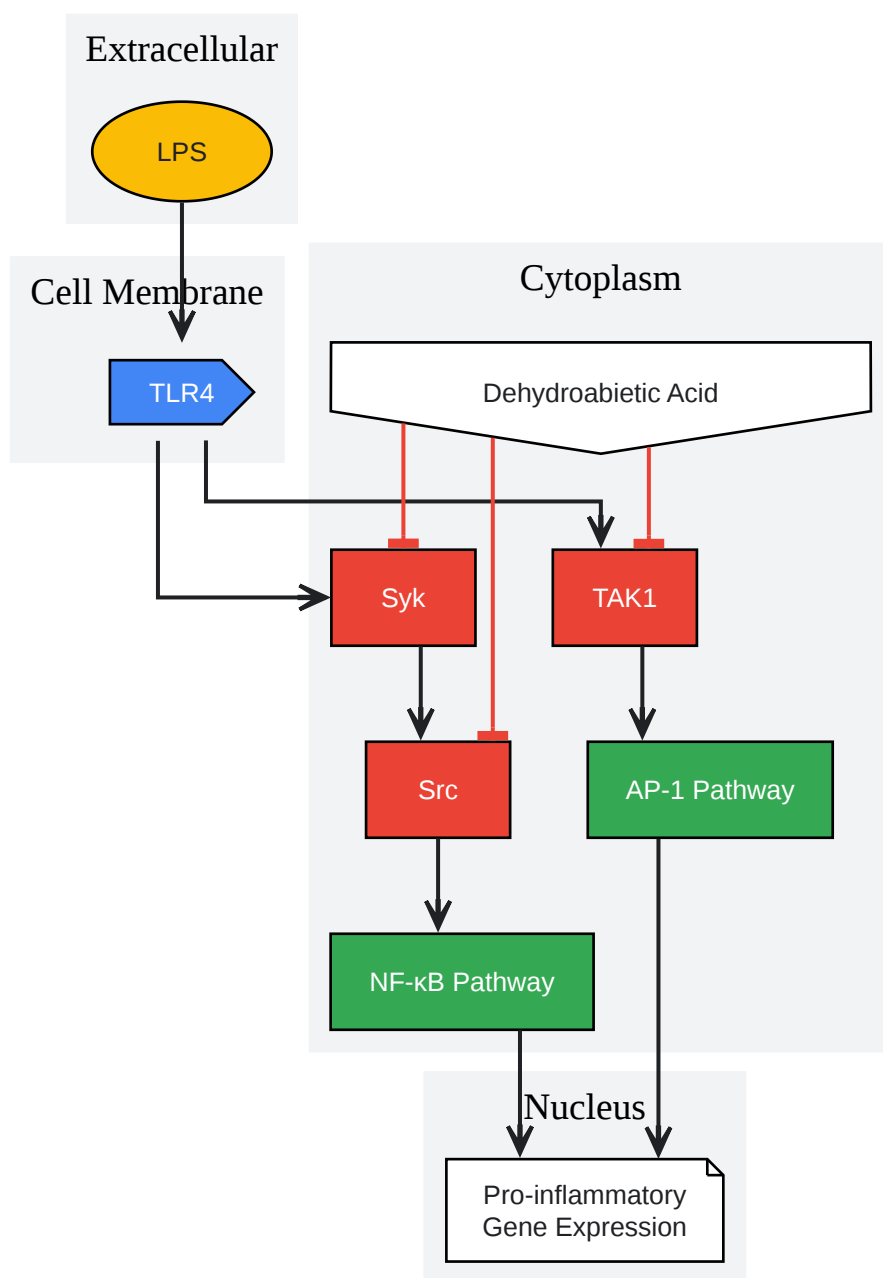 Extracellular
LPS
Cell Membrane
TLR4
Cytoplasm
Dehydroabietic Acid
Syk
TAK1
Src
AP-1 Pathway
NF-κB Pathway
Nucleus
Pro-inflammatory
Gene Expression